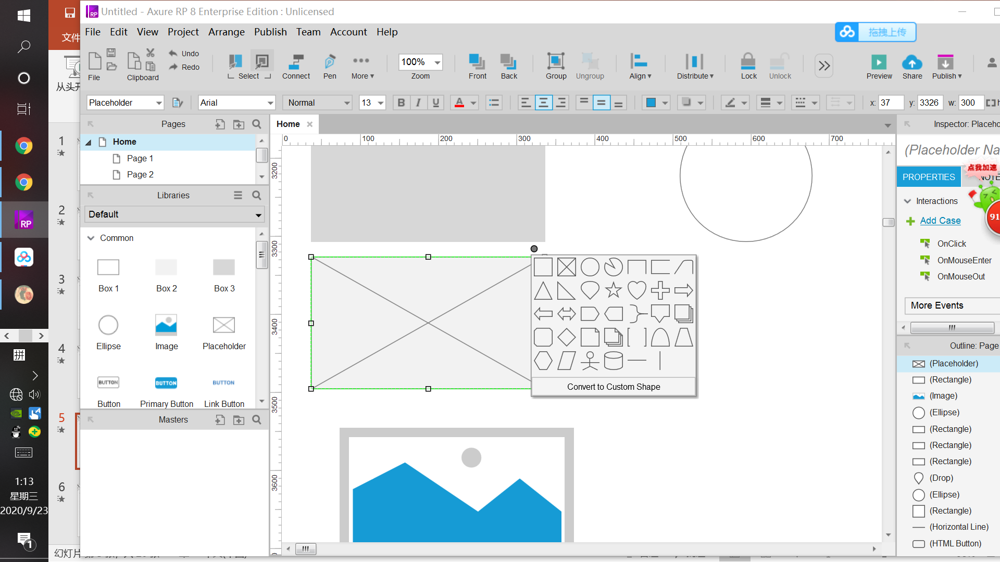 Untitled - Axure RP 8 Enterprise Edition : Unlicensed
File Edit View Project Arrange Publish Team Account Help
拖拽上传
文件
从头开
Undo
Redo
File Clipboard Select Connect Pen More 100% Zoom Front Back Group Ungroup Align Distribute Lock Unlock Preview Share Publish
Placeholder Arial Normal 13 B I U A x: 37 y: 3326 w: 300
Pages
Home
Page 1
Page 2
Libraries
Default
Common
Box 1 Box 2 Box 3
Ellipse Image Placeholder
BUTTON BUTTON BUTTON
Button Primary Button Link Button
Masters
Home
0 100 200 300 400 500 600 700
3200
3300
3400
3500
3600
Convert to Custom Shape
Inspector: Placeho
(Placeholder Na
点我加速
PROPERTIES NOTE
91
Interactions
Add Case
OnClick
OnMouseEnter
OnMouseOut
More Events
Outline: Page
(Placeholder)
(Rectangle)
(Image)
(Ellipse)
(Rectangle)
(Rectangle)
(Rectangle)
(Drop)
(Ellipse)
(Rectangle)
(Horizontal Line)
(HTML Button)
RP
RP
拼
1
2
3
4
5
6
1:13
星期三
2020/9/23
1
幻灯片